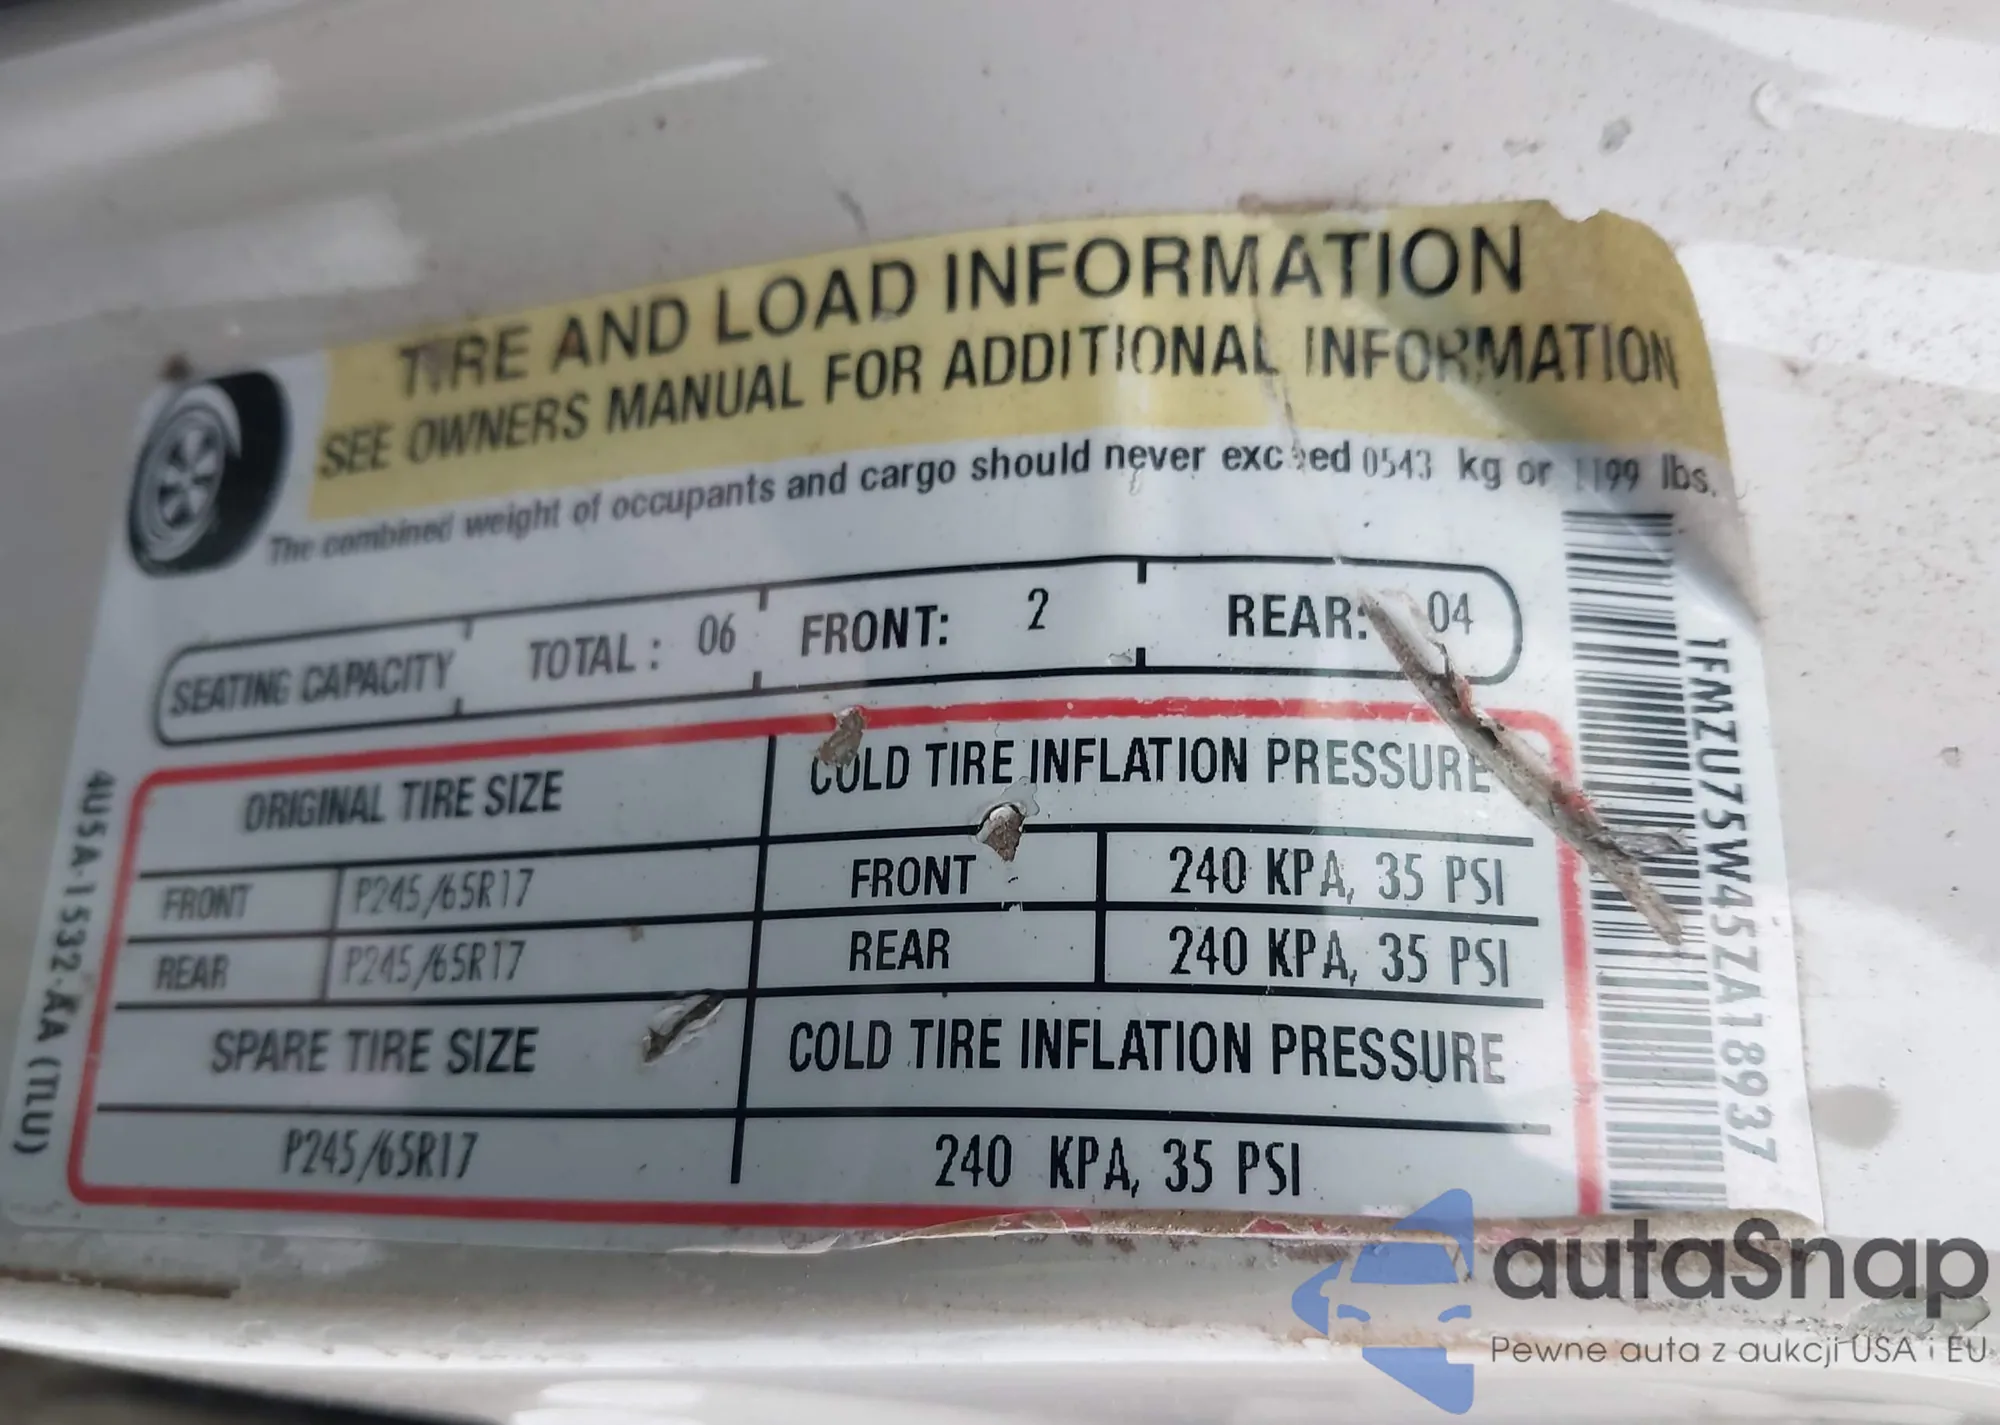 TIRE AND LOAD INFORMATION
SEE OWNERS MANUAL FOR ADDITIONAL INFORMATION
The combined weight of occupants and cargo should never exceed 0543 kg or 1199 lbs.
SEATING CAPACITY TOTAL : 06 FRONT: 2 REAR: 04
ORIGINAL TIRE SIZE COLD TIRE INFLATION PRESSURE
FRONT P245/65R17 FRONT 240 KPA, 35 PSI
REAR P245/65R17 REAR 240 KPA, 35 PSI
SPARE TIRE SIZE COLD TIRE INFLATION PRESSURE
P245/65R17 240 KPA, 35 PSI
4U5A-1532-AA (TLU)
1FMZU75W45ZA18937
autaSnap
Pewne auta z aukcji USA i EU